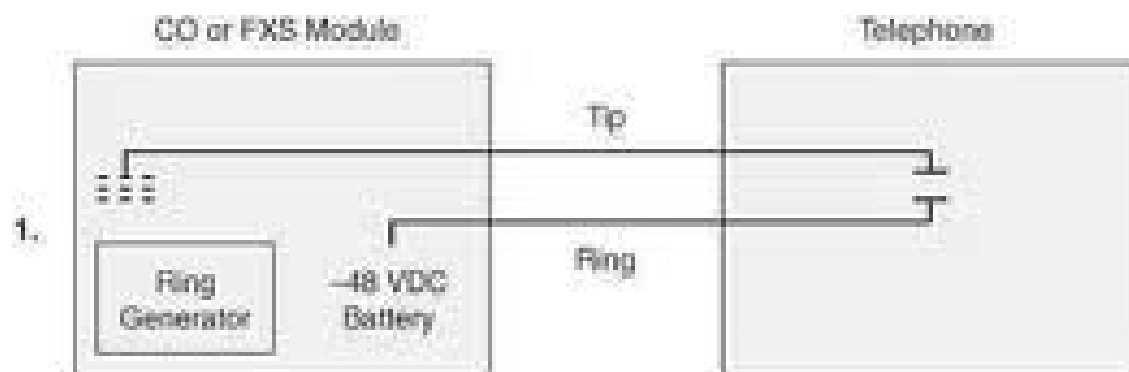 CO or FXS Module
Telephone
Tip
1.
Ring
Ring
Generator
–48 VDC
Battery